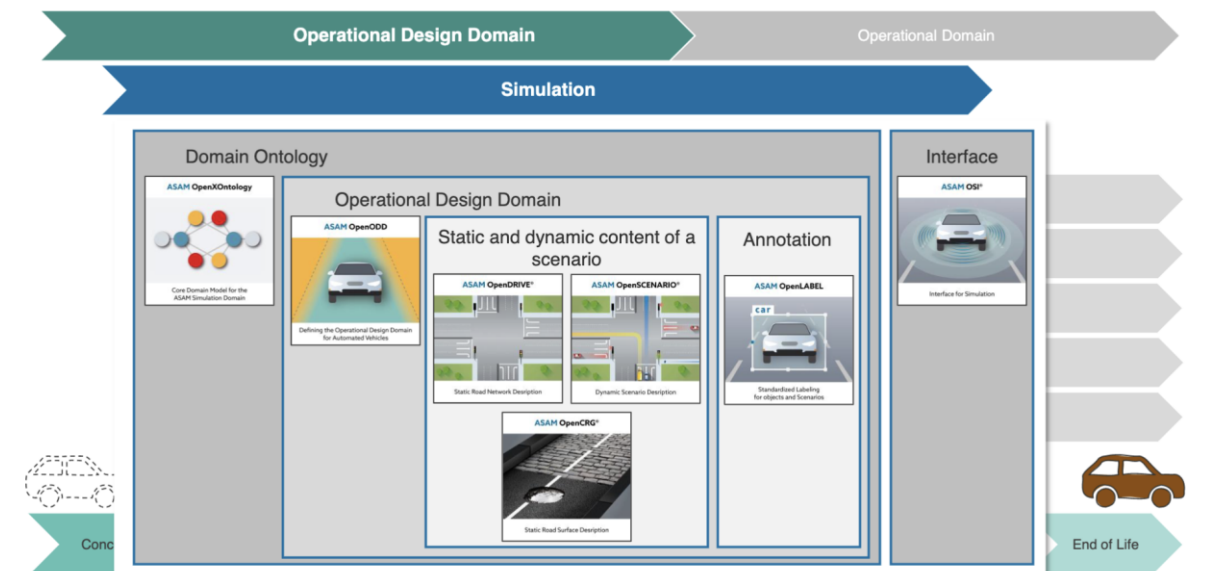 Operational Design Domain
Operational Domain
Simulation
Domain Ontology
ASAM OpenXOntology
Core Domain Model for the
ASAM Simulation Domain
Operational Design Domain
ASAM OpenODD
Defining the Operational Design Domain
for Automated Vehicles
Static and dynamic content of a
scenario
ASAM OpenDRIVE®
Static Road Network Desription
ASAM OpenSCENARIO®
Dynamic Scenario Desription
ASAM OpenCRG®
Static Road Surface Desription
Annotation
ASAM OpenLABEL
car
Standardized Labeling
for objects and Scenarios
Interface
ASAM OSI®
Interface for Simulation
Conc
End of Life